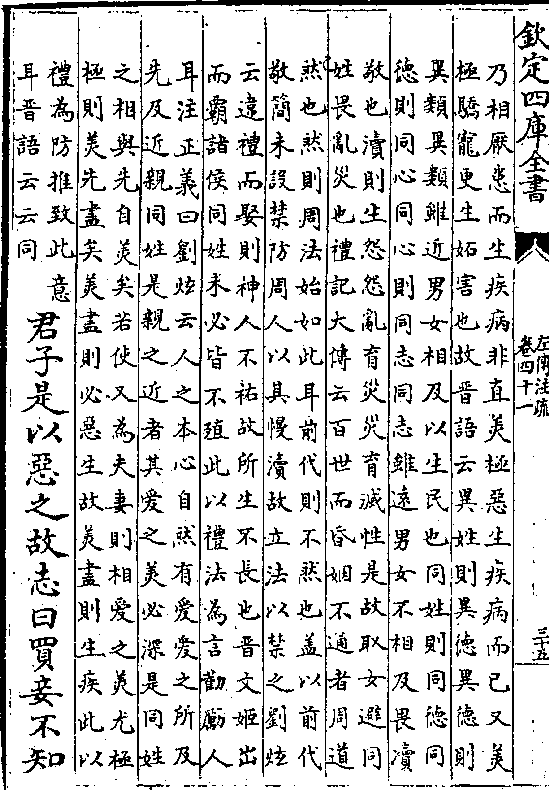 欽定四庫全書
左傳注疏
卷四十一
三十五
乃相厭患而生疾病非直美極惡生疾病而已又美
極驕寵更生妬害也故晉語云異姓則異德異德則
異類異類雖近男女相及以生民也同姓則同德同
德則同心同心則同志同志雖遠男女不相及畏瀆
敬也瀆則生怨怨亂育災災育滅性是故取女避同
姓畏亂災也禮記大傳云百世而昏姻不通者周道
然也然則周法始如此耳前代則不然也盖以前代
敬簡未設禁防周人以其慢瀆故立法以禁之劉炫
云違禮而娶則神人不祐故所生不長也晉文姬出
而霸諸侯同姓未必皆不殖此以禮法為言勸勵人
耳注正義曰劉炫云人之本心自然有愛愛之所及
先及近親同姓是親之近者其愛之美必深是同姓
之相與先自美矣若使又為夫妻則相愛之美尤極
極則美先盡矣美盡則必惡生故美盡則生疾此以
禮為防推致此意
耳晉語云云同
君子是以惡之故志曰買妾不知